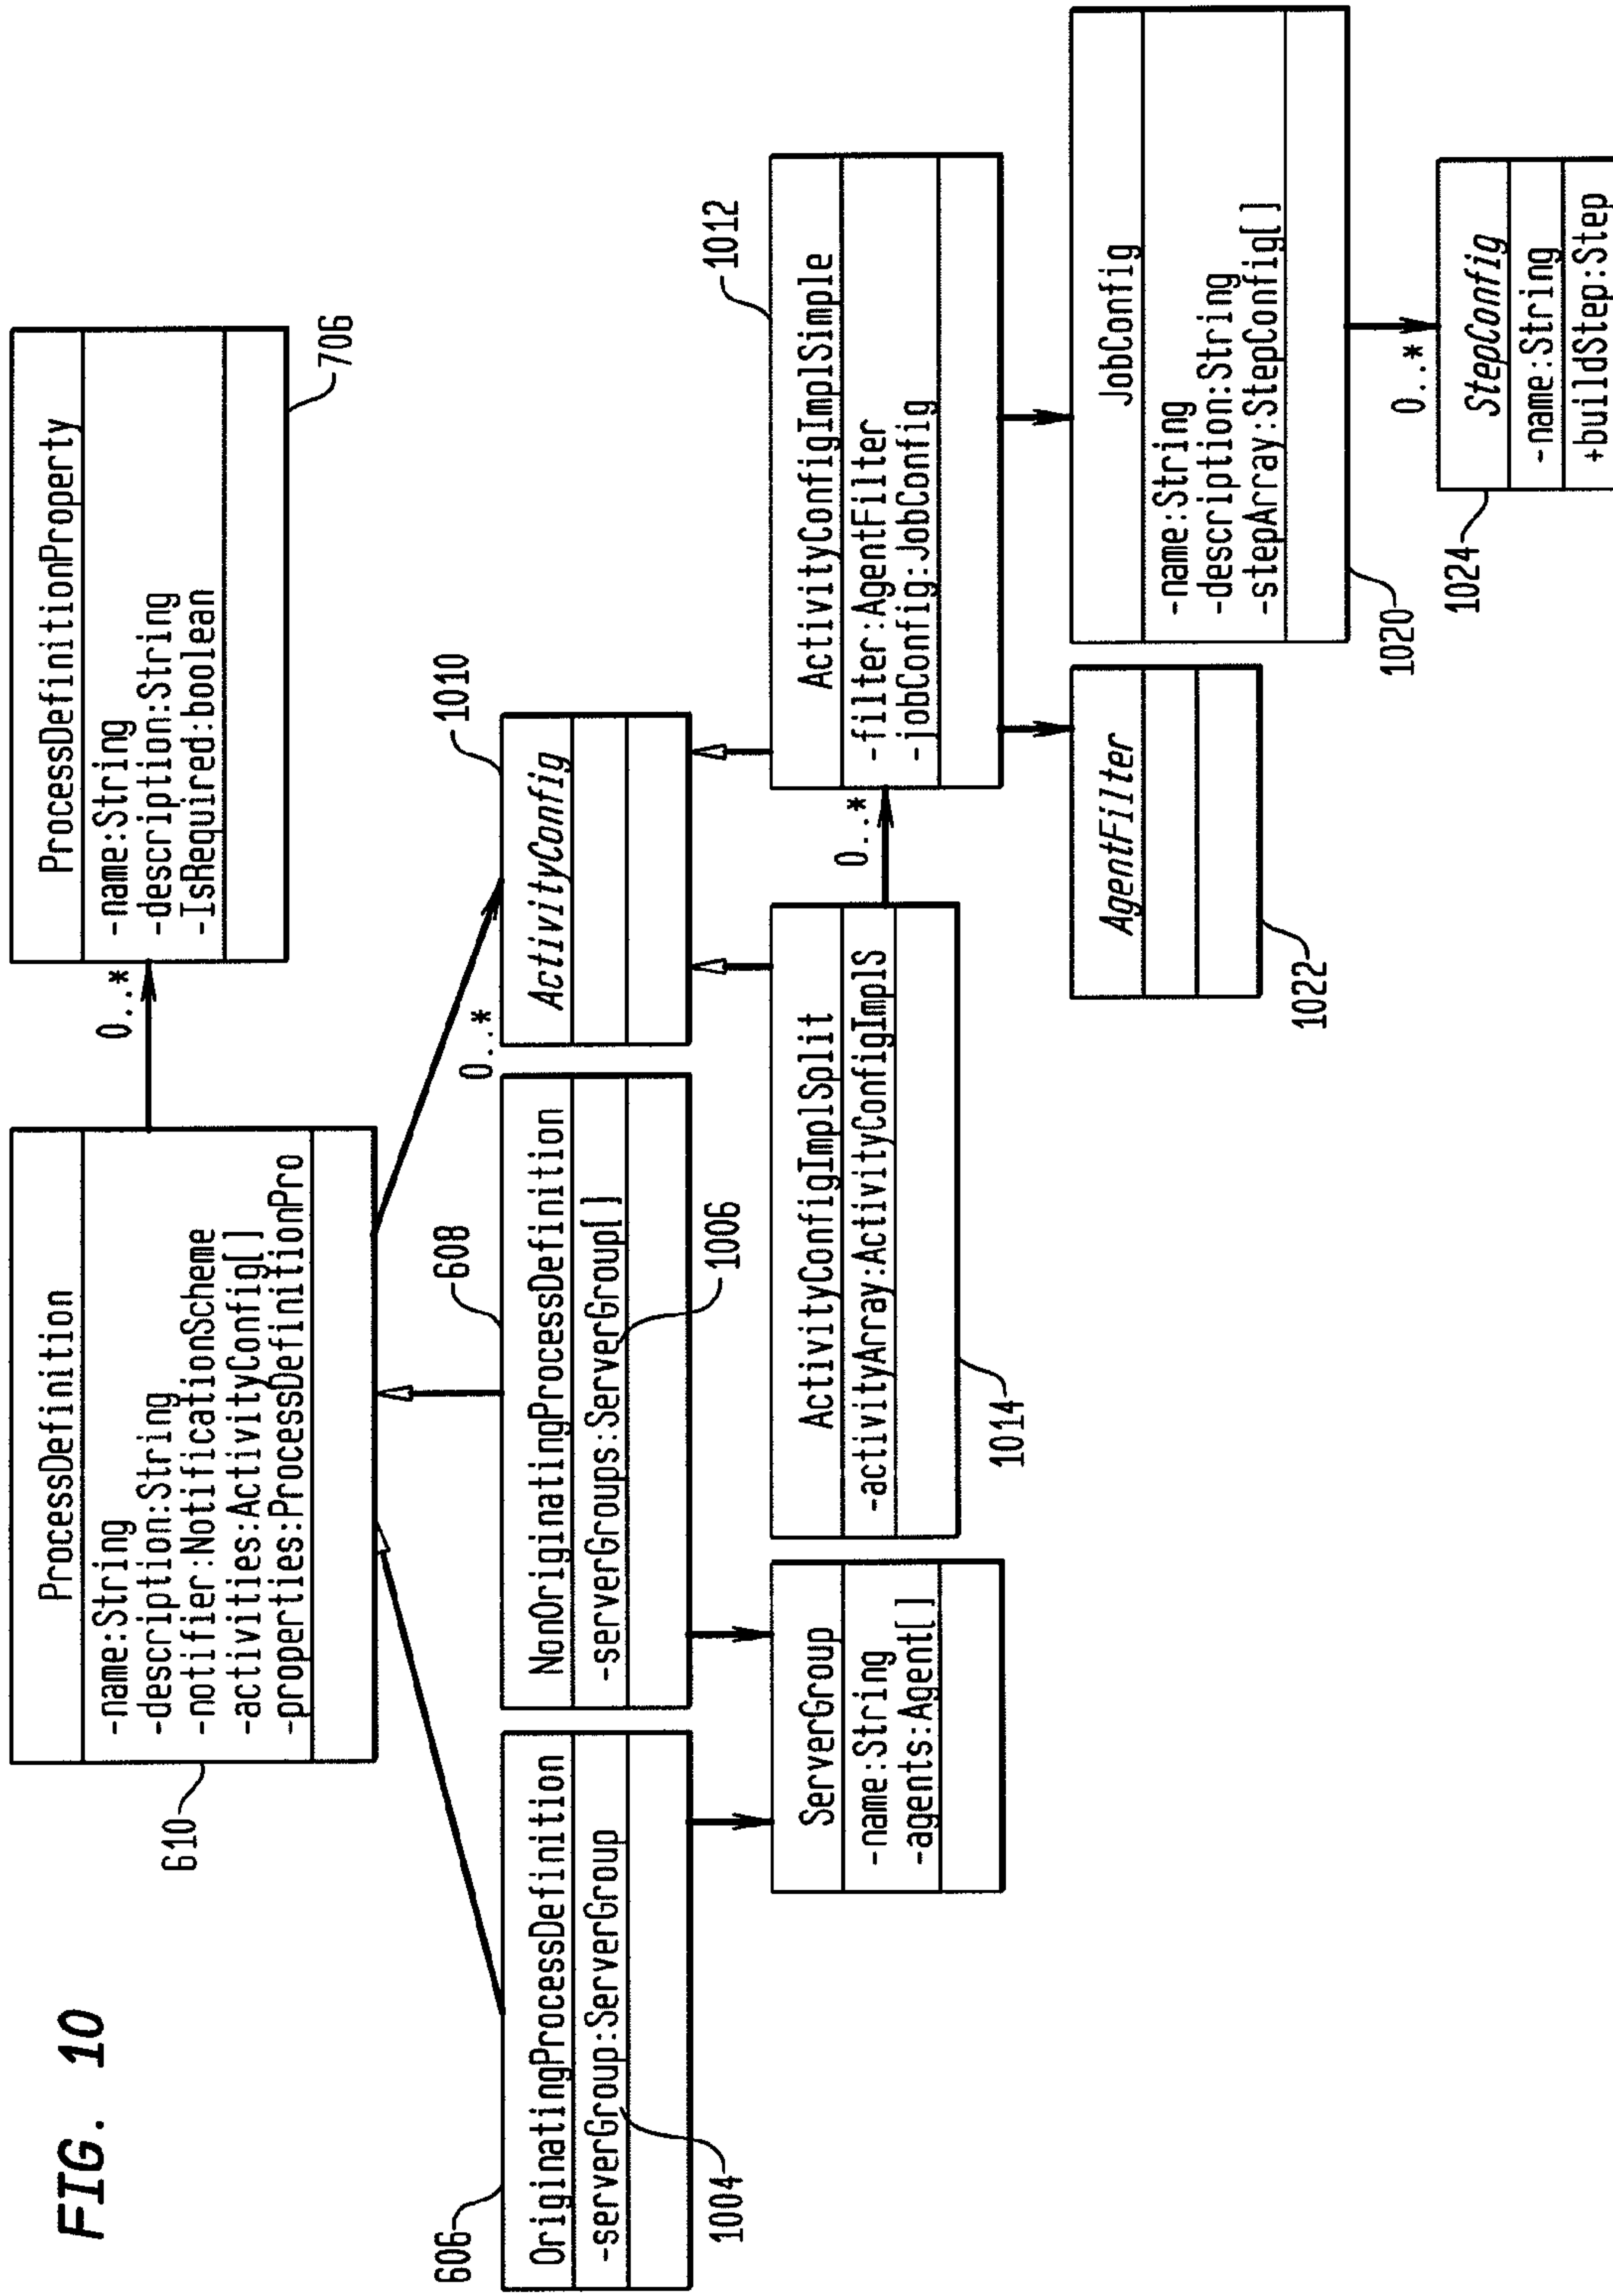 FIG. 10
ProcessDefinition
-name:String
-description:String
-notifier:NotificationScheme
-activities:ActivityConfig[]
-properties:ProcessDefinitionPro
610
0..*
ProcessDefinitionProperty
-name:String
-description:String
-IsRequired:boolean
706
606
OriginatingProcessDefinition
-serverGroup:ServerGroup
1004
608
NonOriginatingProcessDefinition
-serverGroups:ServerGroup[]
1006
0..*
1010
ActivityConfig
ServerGroup
-name:String
-agents:Agent[]
ActivityConfigImplSplit
-activityArray:ActivityConfigImplS
1014
0..*
1012
ActivityConfigImplSimple
-filter:AgentFilter
-jobConfig:JobConfig
AgentFilter
1022
JobConfig
-name:String
-description:String
-stepArray:StepConfig[]
1020
0..*
1024
StepConfig
-name:String
+buildStep:Step